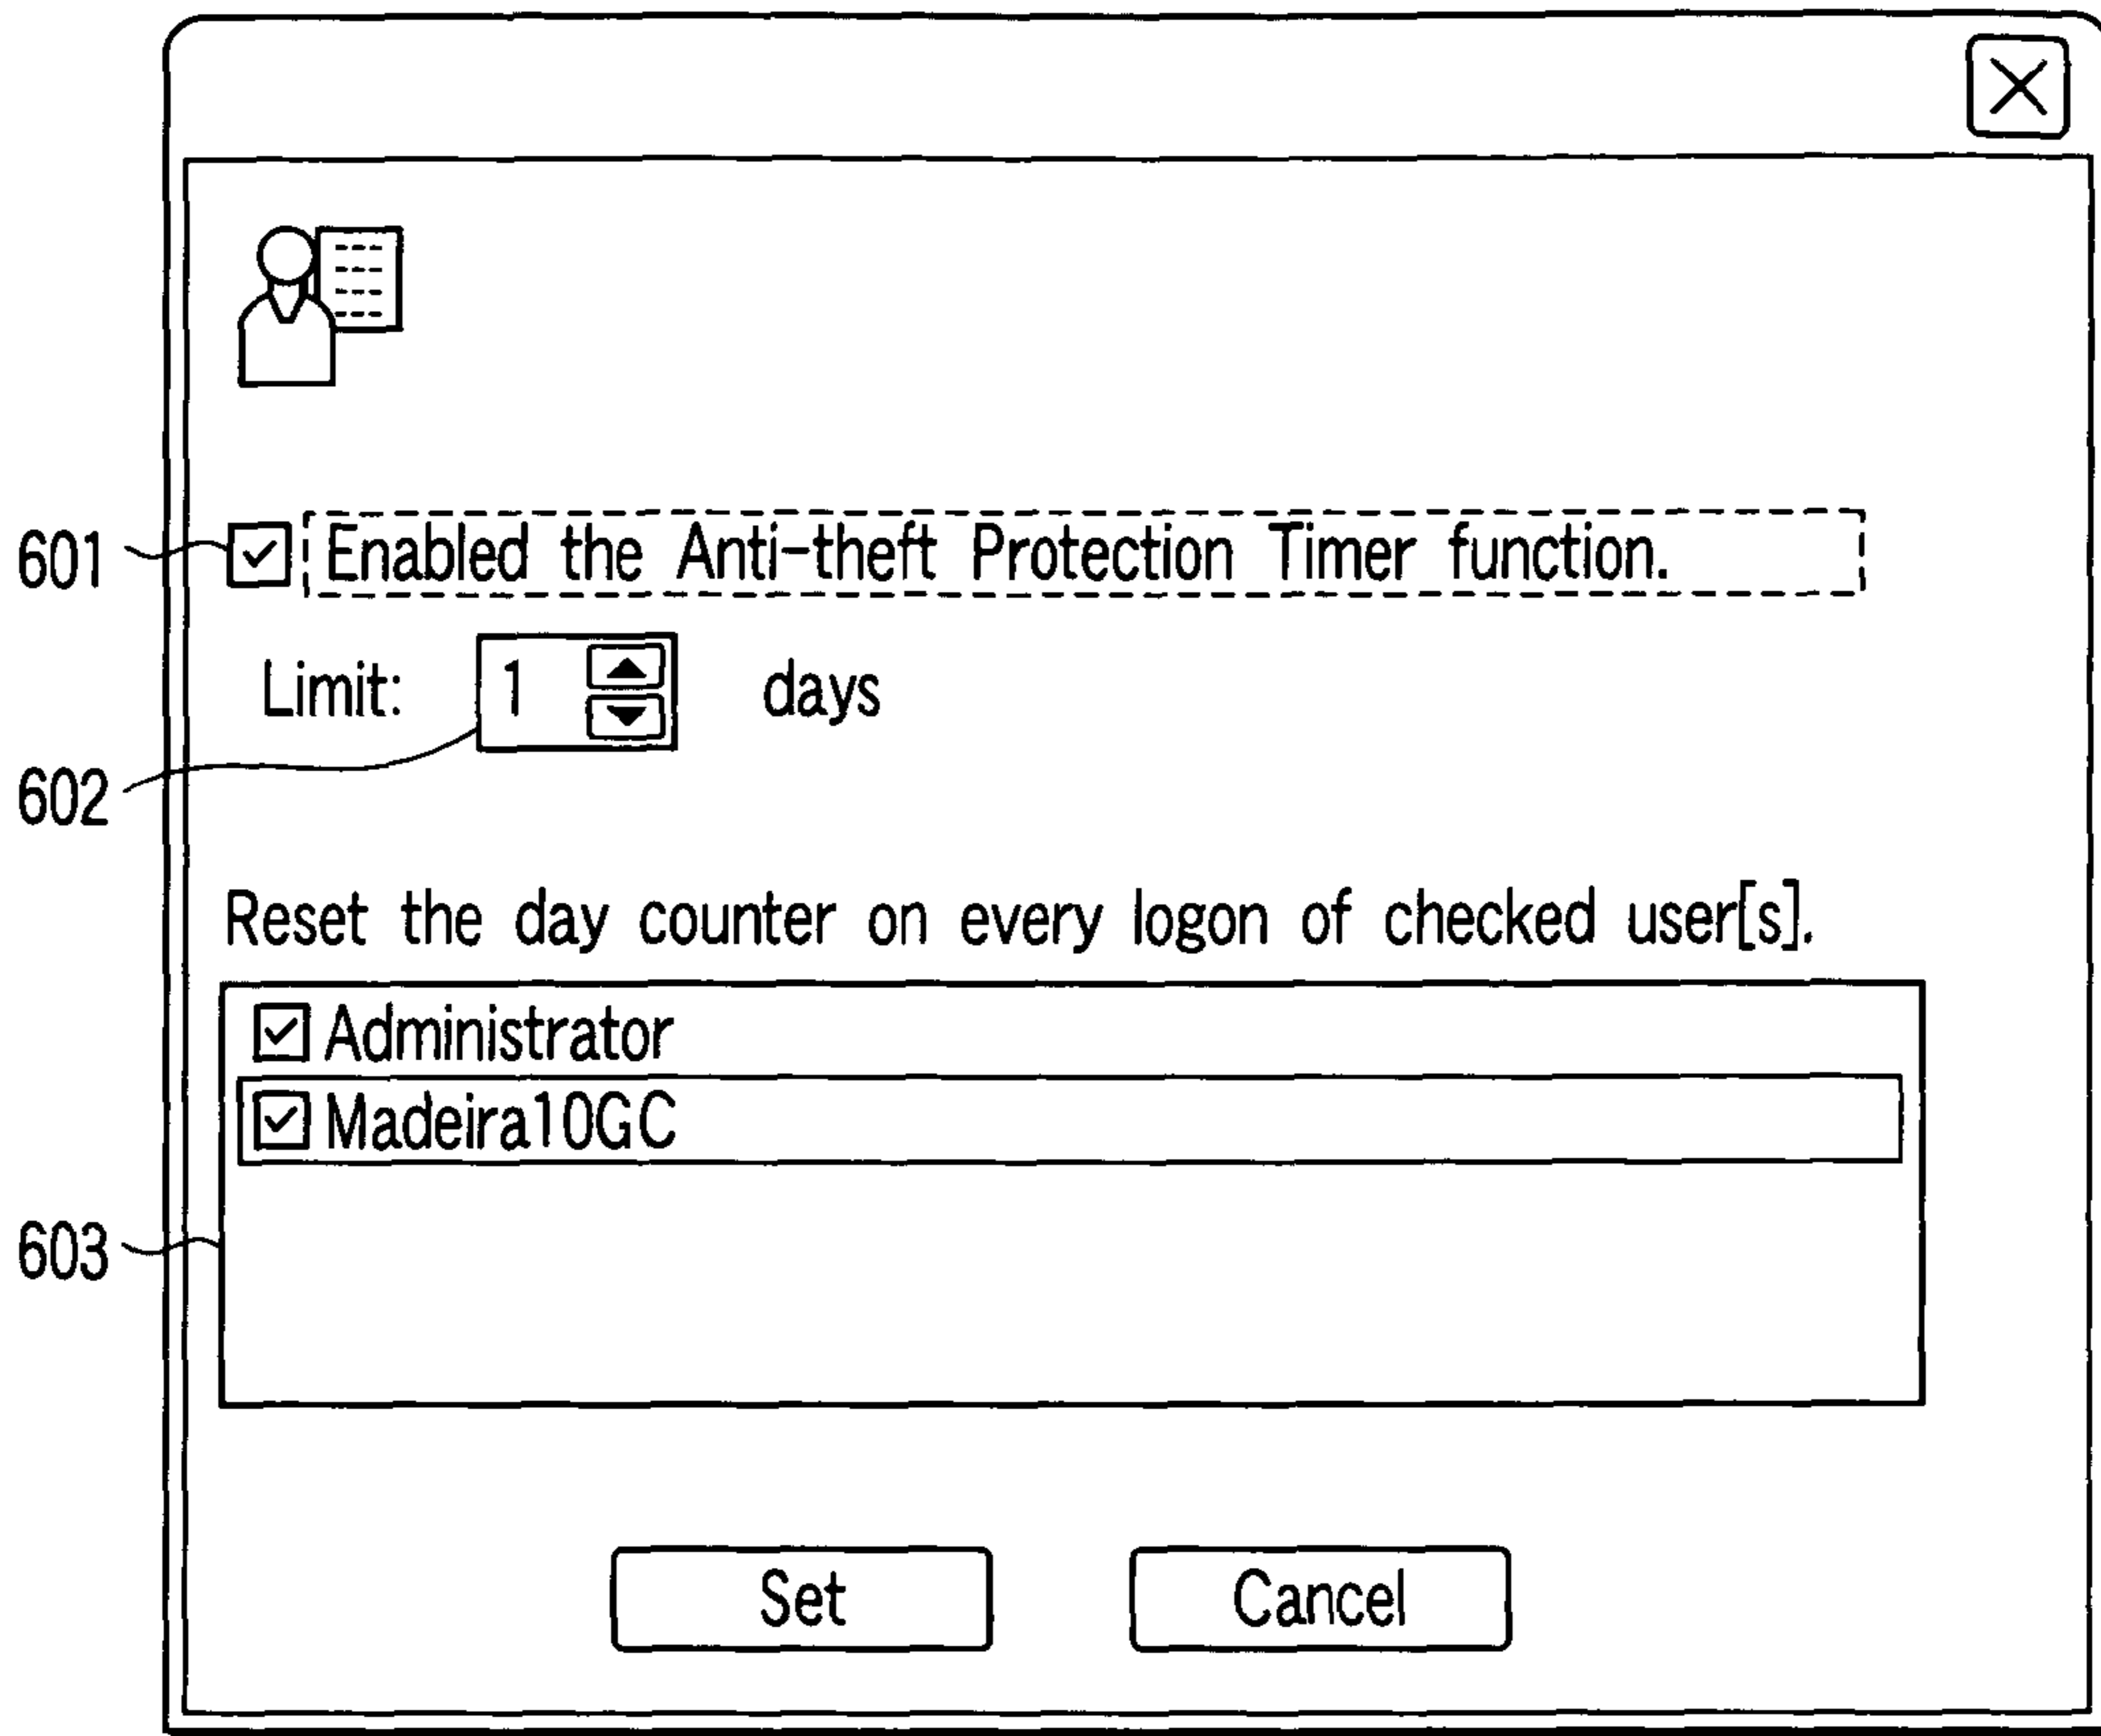 601 Enabled the Anti-theft Protection Timer function.
Limit: 1 days
602
Reset the day counter on every logon of checked user[s].
Administrator
Madeira10GC
603
Set Cancel